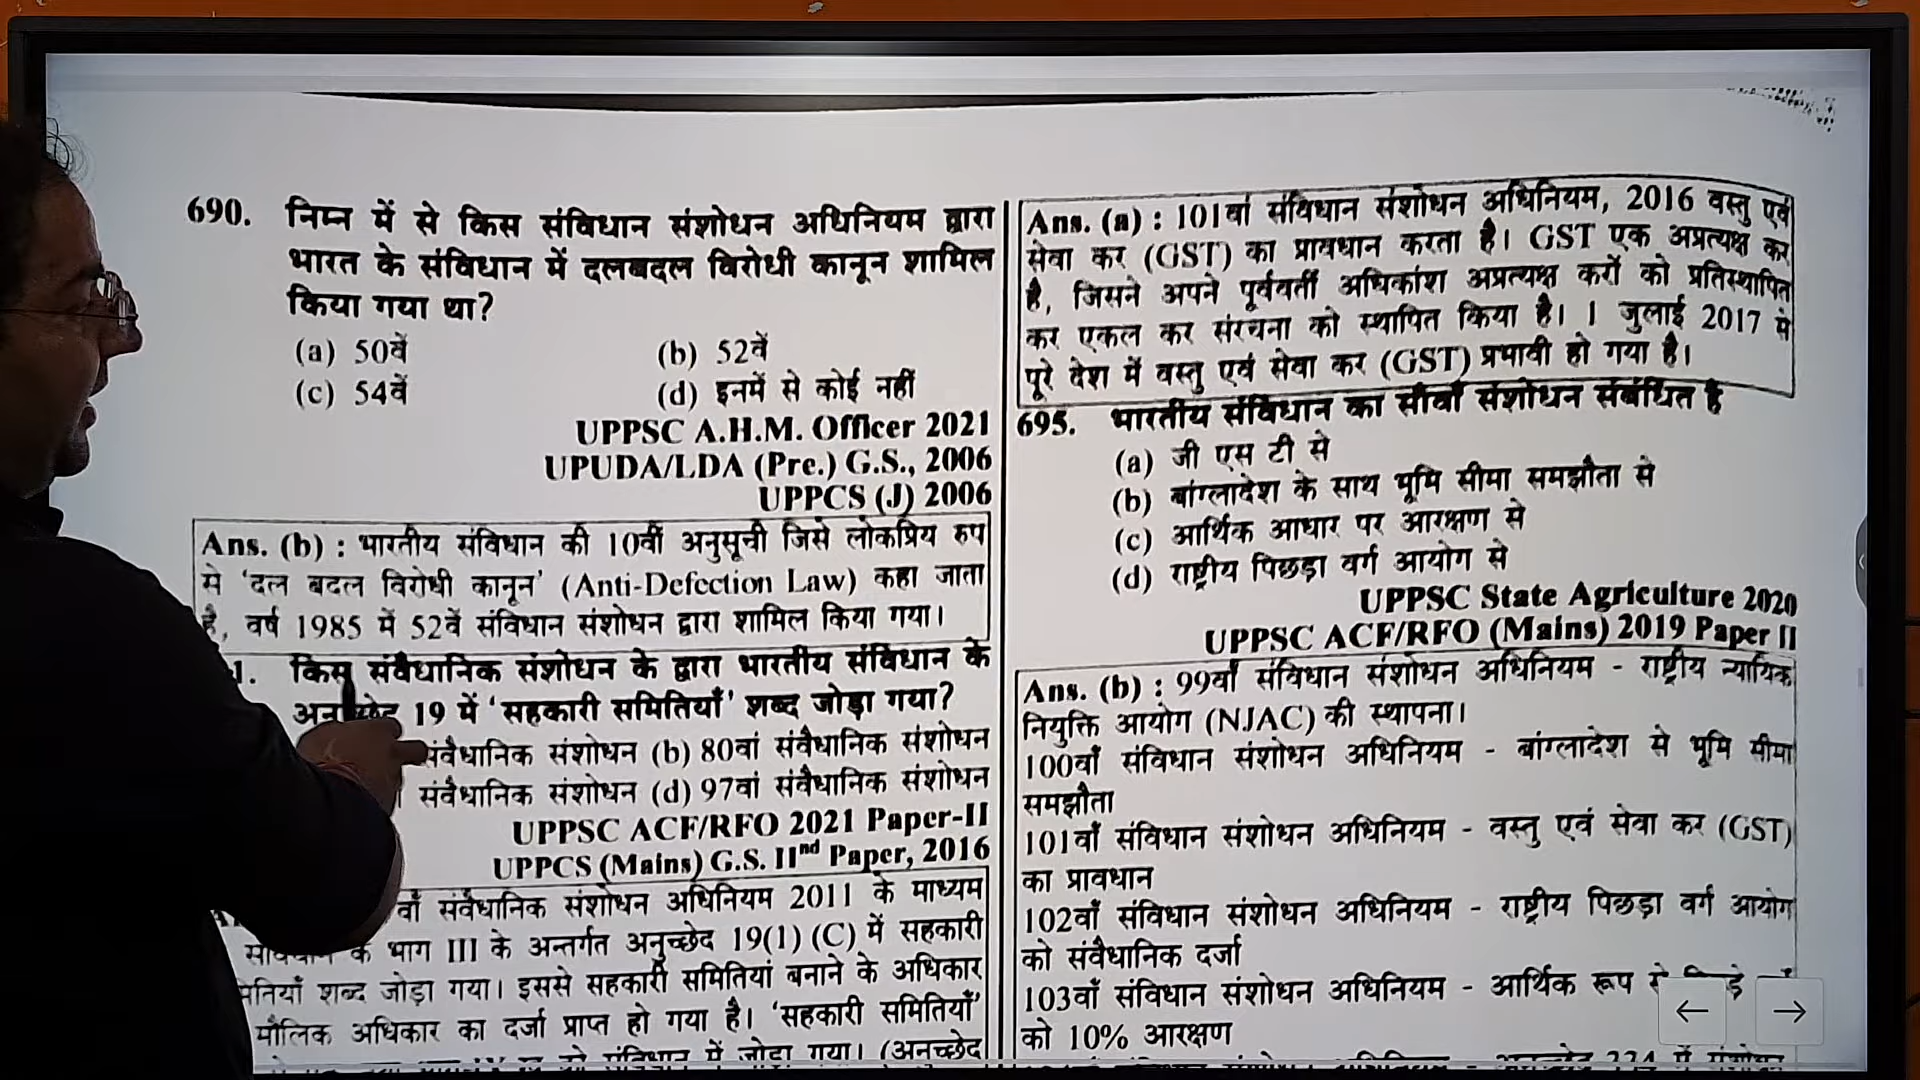 690. निम्न में से किस संविधान संशोधन अधिनियम द्वारा
भारत के संविधान में दलबदल विरोधी कानून शामिल
किया गया था?
(a) 50वें (b) 52वें
(c) 54वें (d) इनमें से कोई नहीं
UPPSC A.H.M. Officer 2021
UPUDA/LDA (Pre.) G.S., 2006
UPPCS (J) 2006
Ans. (b) : भारतीय संविधान की 10वीं अनुसूची जिसे लोकप्रिय रुप
से ‘दल बदल विरोधी कानून’ (Anti-Defection Law) कहा जाता
है, वर्ष 1985 में 52वें संविधान संशोधन द्वारा शामिल किया गया।
1. किस संवैधानिक संशोधन के द्वारा भारतीय संविधान के
19 में ‘सहकारी समितियाँ’ शब्द जोड़ा गया?
संवैधानिक संशोधन (b) 80वां संवैधानिक संशोधन
संवैधानिक संशोधन (d) 97वां संवैधानिक संशोधन
UPPSC ACF/RFO 2021 Paper-II
UPPCS (Mains) G.S. IInd Paper, 2016
वाँ संवैधानिक संशोधन अधिनियम 2011 के माध्यम
के भाग III के अन्तर्गत अनुच्छेद 19(1) (C) में सहकारी
शब्द जोड़ा गया। इससे सहकारी समितियां बनाने के अधिकार
मौलिक अधिकार का दर्जा प्राप्त हो गया है। ‘सहकारी समितियाँ’
संविधान में जोड़ा गया। (अनुच्छेद
Ans. (a) : 101वां संविधान संशोधन अधिनियम, 2016 वस्तु एवं
सेवा कर (GST) का प्रावधान करता है। GST एक अप्रत्यक्ष कर
है, जिसने अपने पूर्ववर्ती अधिकांश अप्रत्यक्ष करों को प्रतिस्थापित
कर एकल कर संरचना को स्थापित किया है। 1 जुलाई 2017 से
पूरे देश में वस्तु एवं सेवा कर (GST) प्रभावी हो गया है।
695. भारतीय संविधान का सौवाँ संशोधन संबंधित है
(a) जी एस टी से
(b) बांग्लादेश के साथ भूमि सीमा समझौता से
(c) आर्थिक आधार पर आरक्षण से
(d) राष्ट्रीय पिछड़ा वर्ग आयोग से
UPPSC State Agriculture 2020
UPPSC ACF/RFO (Mains) 2019 Paper II
Ans. (b) : 99वाँ संविधान संशोधन अधिनियम - राष्ट्रीय न्यायिक
नियुक्ति आयोग (NJAC) की स्थापना।
100वाँ संविधान संशोधन अधिनियम - बांग्लादेश से भूमि सीमा
समझौता
101वाँ संविधान संशोधन अधिनियम - वस्तु एवं सेवा कर (GST)
का प्रावधान
102वाँ संविधान संशोधन अधिनियम - राष्ट्रीय पिछड़ा वर्ग आयोग
को संवैधानिक दर्जा
103वाँ संविधान संशोधन अधिनियम - आर्थिक रूप
को 10% आरक्षण